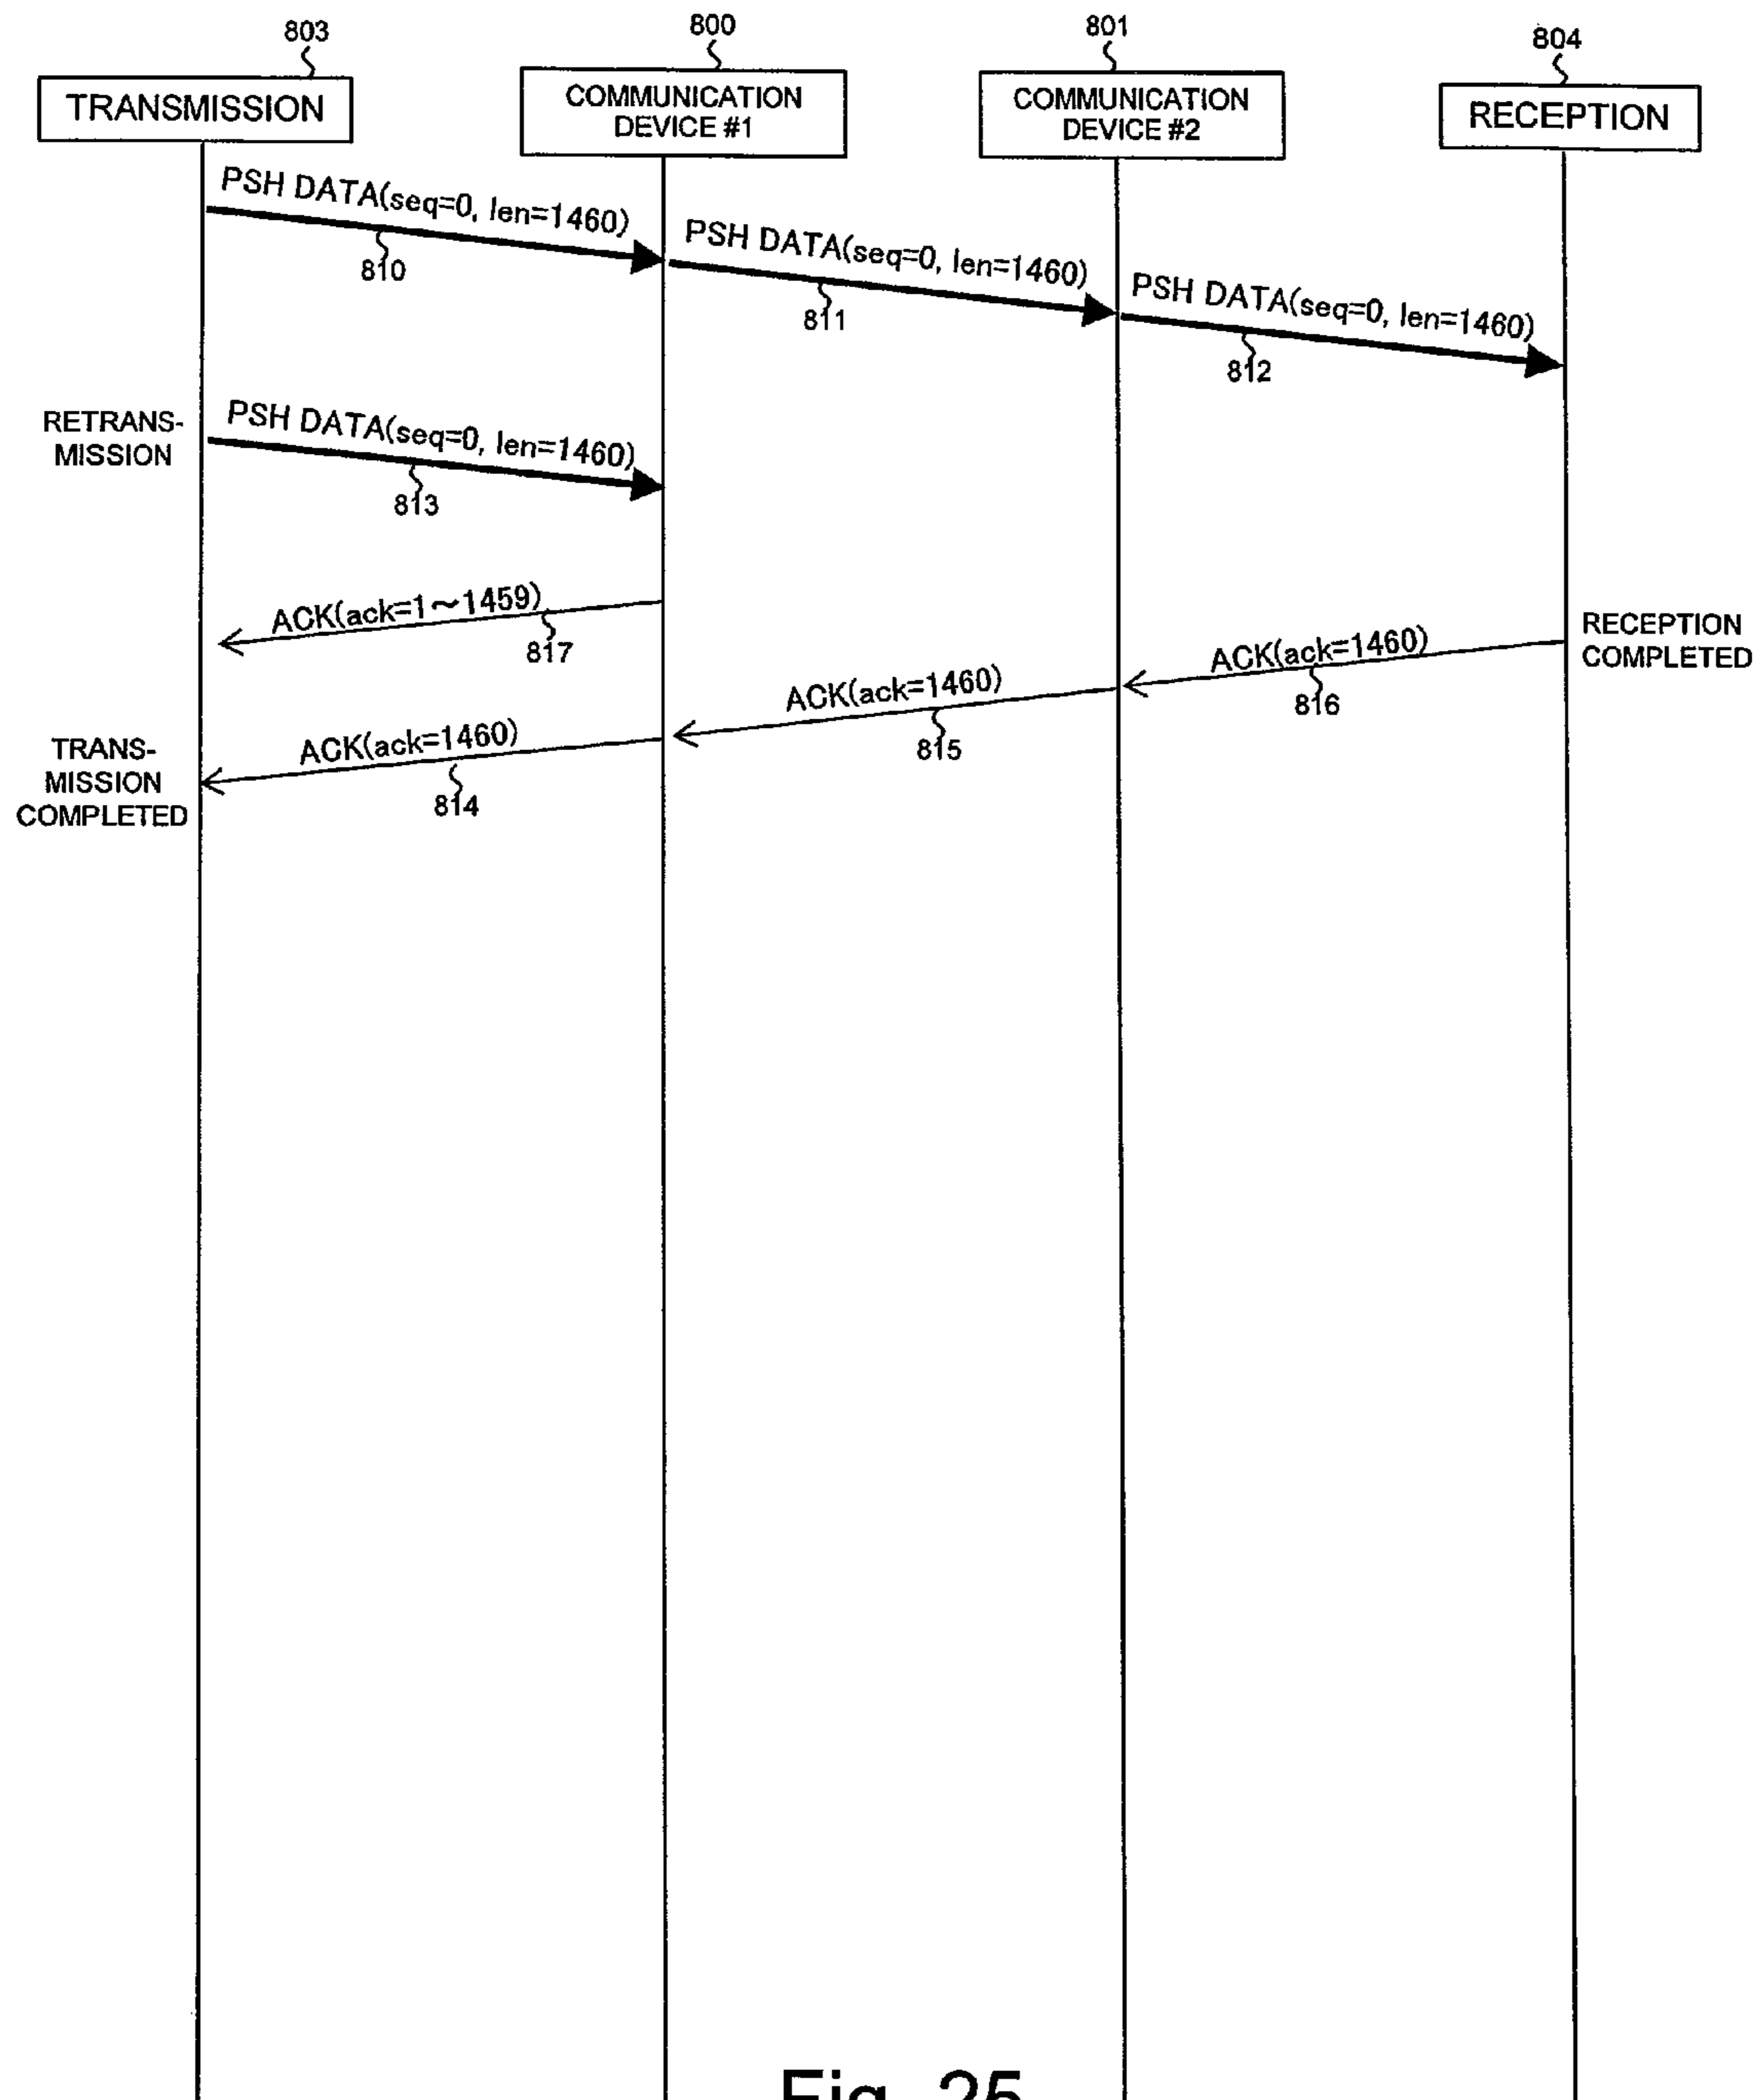 803
800
801
804
TRANSMISSION
COMMUNICATION
DEVICE #1
COMMUNICATION
DEVICE #2
RECEPTION
PSH DATA(seq=0, len=1460)
810
PSH DATA(seq=0, len=1460)
811
PSH DATA(seq=0, len=1460)
812
RETRANS-
MISSION
PSH DATA(seq=0, len=1460)
813
ACK(ack=1～1459)
817
RECEPTION
COMPLETED
ACK(ack=1460)
816
ACK(ack=1460)
815
TRANS-
MISSION
COMPLETED
ACK(ack=1460)
814
Fig. 25